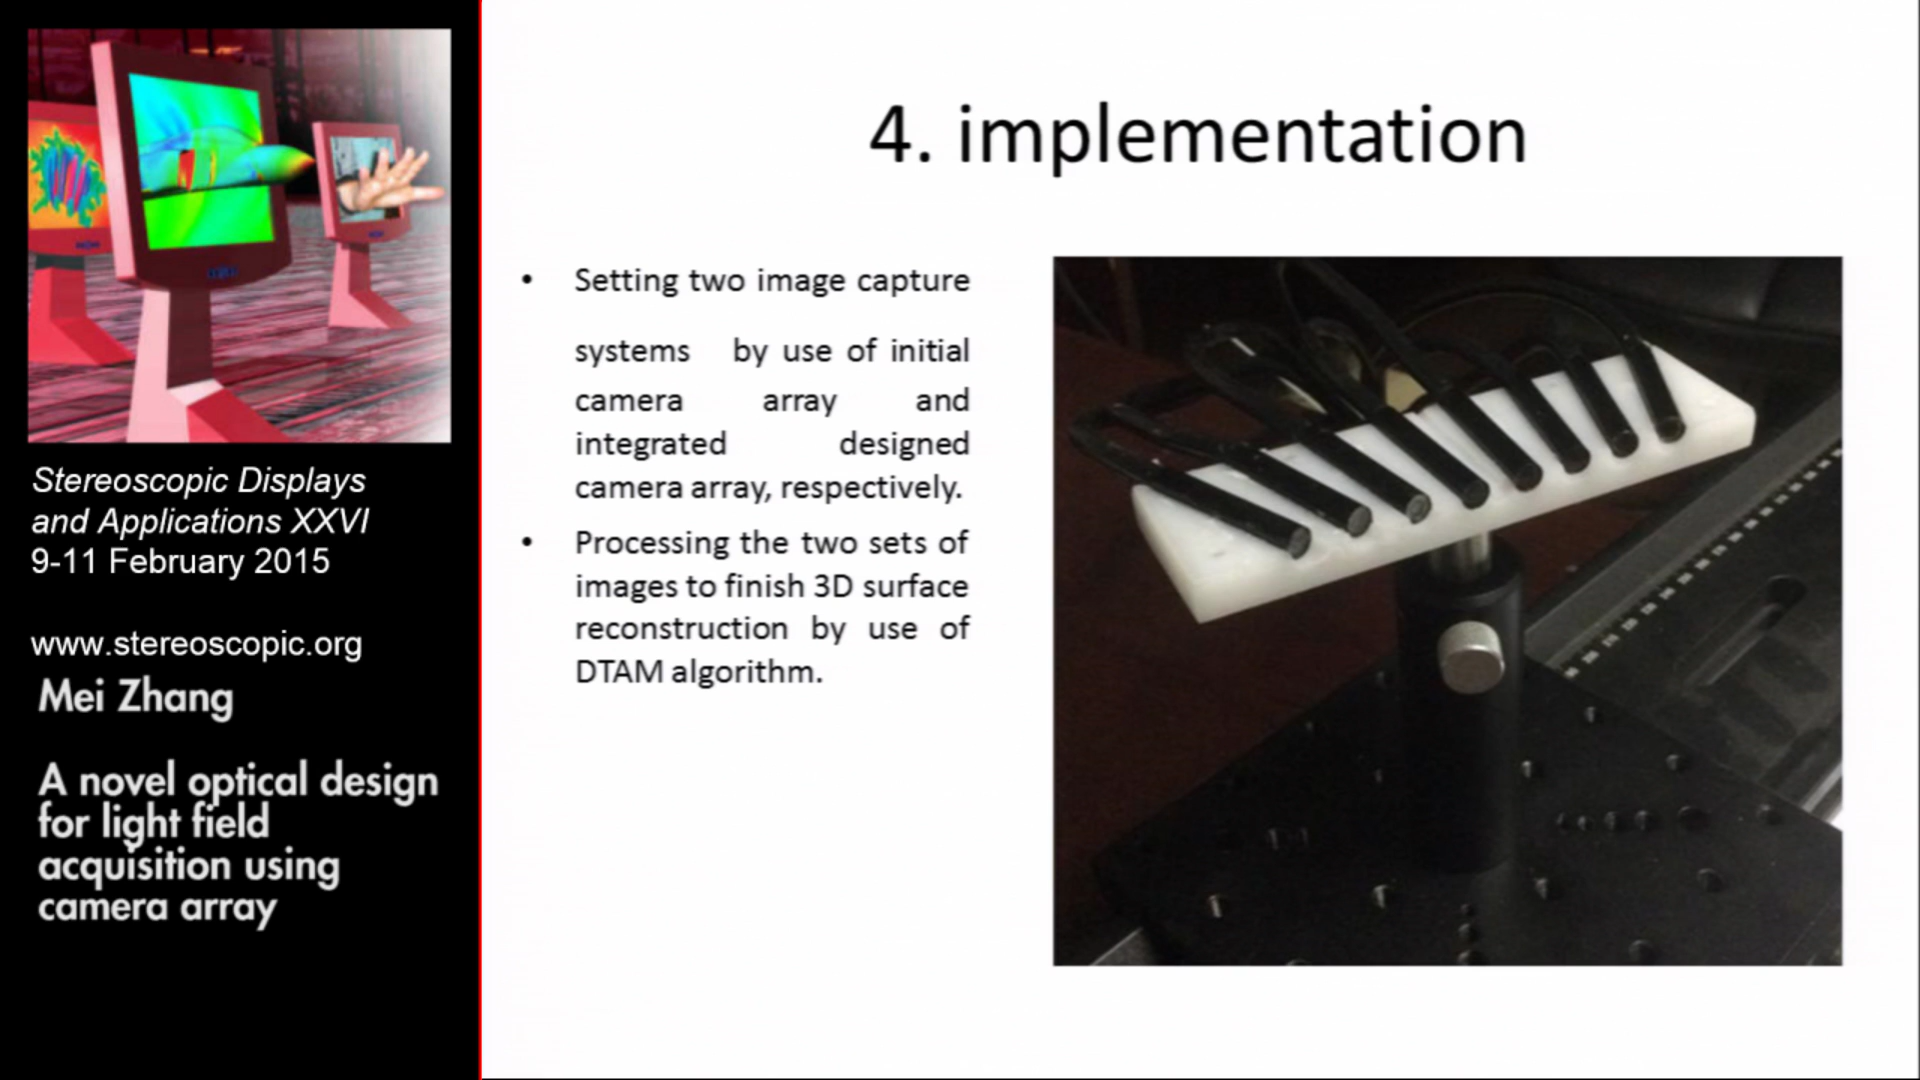 Stereoscopic Displays
and Applications XXVI
9-11 February 2015
www.stereoscopic.org
Mei Zhang
A novel optical design
for light field
acquisition using
camera array
4. implementation
• Setting two image capture
systems by use of initial
camera array and
integrated designed
camera array, respectively.
• Processing the two sets of
images to finish 3D surface
reconstruction by use of
DTAM algorithm.